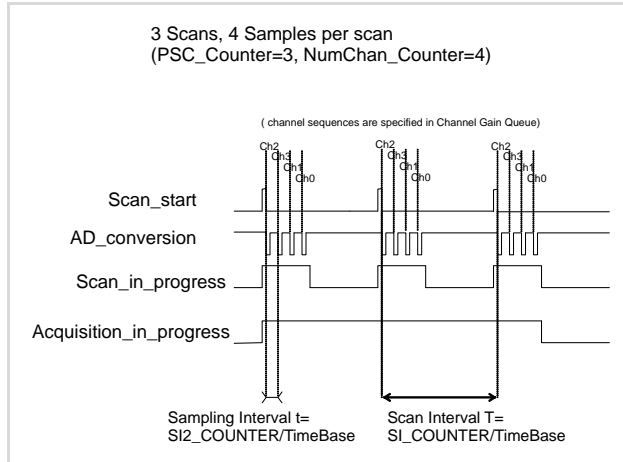 3 Scans, 4 Samples per scan
(PSC_Counter=3, NumChan_Counter=4)
( channel sequences are specified in Channel Gain Queue)
Ch2
Ch3
Ch1
Ch0
Ch2
Ch3
Ch1
Ch0
Ch2
Ch3
Ch1
Ch0
Scan_start
AD_conversion
Scan_in_progress
Acquisition_in_progress
Sampling Interval t=
SI2_COUNTER/TimeBase
Scan Interval T=
SI_COUNTER/TimeBase